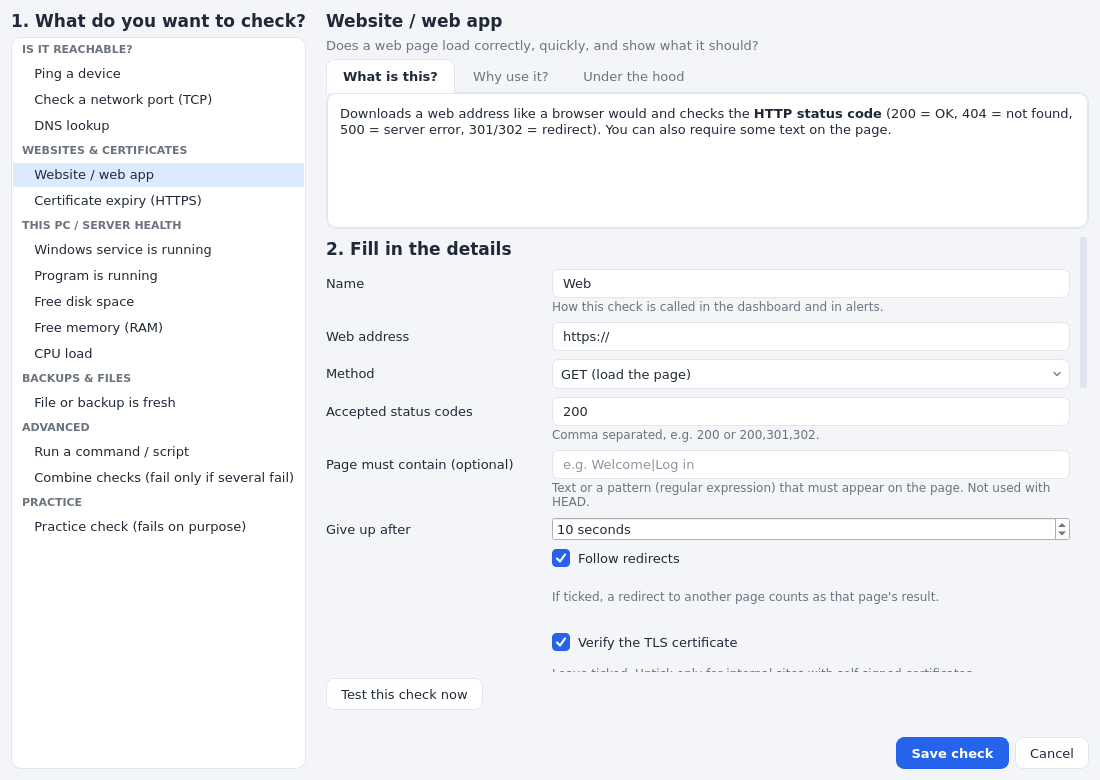 1. What do you want to check?
IS IT REACHABLE?
Ping a device
Check a network port (TCP)
DNS lookup
WEBSITES & CERTIFICATES
Website / web app
Certificate expiry (HTTPS)
THIS PC / SERVER HEALTH
Windows service is running
Program is running
Free disk space
Free memory (RAM)
CPU load
BACKUPS & FILES
File or backup is fresh
ADVANCED
Run a command / script
Combine checks (fail only if several fail)
PRACTICE
Practice check (fails on purpose)
Website / web app
Does a web page load correctly, quickly, and show what it should?
What is this?
Why use it?
Under the hood
Downloads a web address like a browser would and checks the HTTP status code (200 = OK, 404 = not found,
500 = server error, 301/302 = redirect). You can also require some text on the page.
2. Fill in the details
Name
Web
How this check is called in the dashboard and in alerts.
Web address
https://
Method
GET (load the page)
Accepted status codes
200
Comma separated, e.g. 200 or 200,301,302.
Page must contain (optional)
e.g. Welcome|Log in
Text or a pattern (regular expression) that must appear on the page. Not used with
HEAD.
Give up after
10 seconds
Follow redirects
If ticked, a redirect to another page counts as that page's result.
Verify the TLS certificate
Leave ticked. Untick only for internal sites with self-signed certificates.
Test this check now
Save check
Cancel